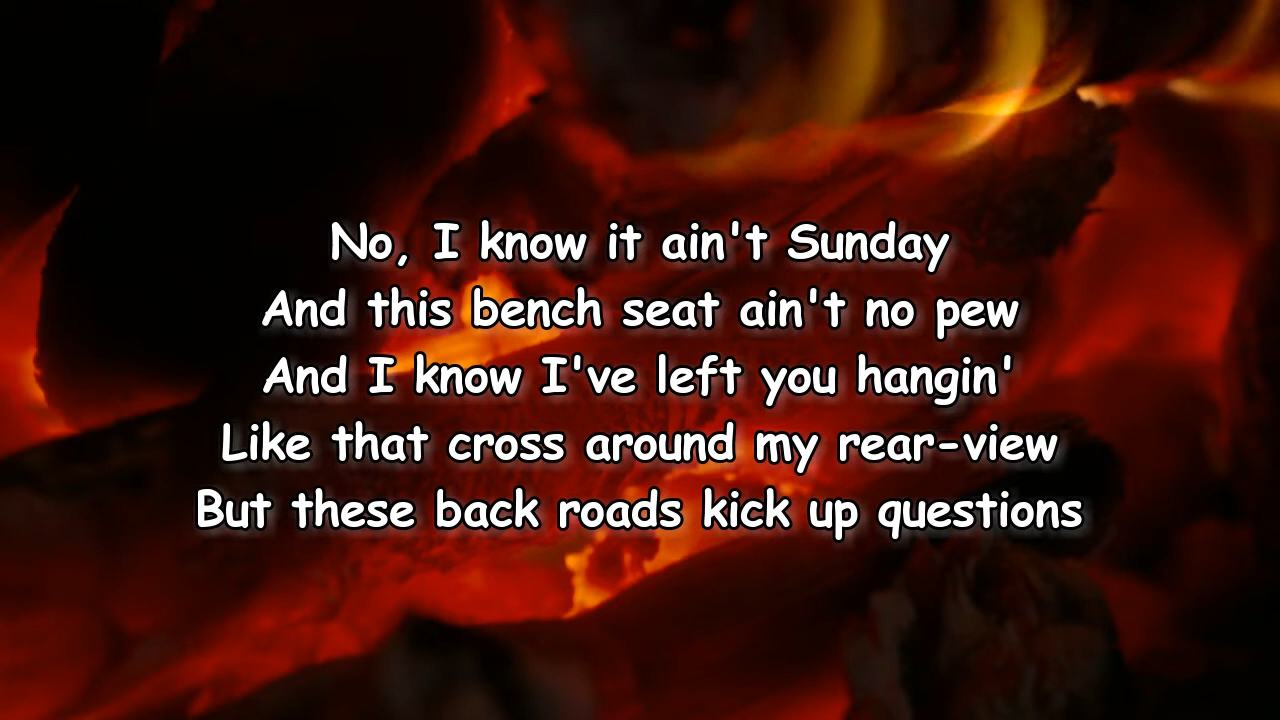 No, I know it ain't Sunday
And this bench seat ain't no pew
And I know I've left you hangin'
Like that cross around my rear-view
But these back roads kick up questions